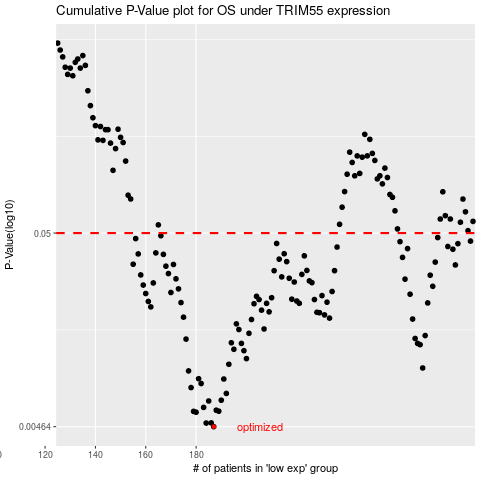 Cumulative P-Value plot for OS under TRIM55 expression
P-Value(log10)
0.05
0.00464
optimized
0 120 140 160 180
# of patients in 'low exp' group